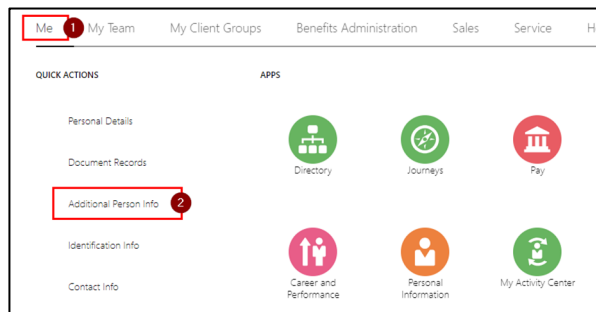 Me 1 My Team My Client Groups Benefits Administration Sales Service H
QUICK ACTIONS
APPS
Personal Details
Document Records
Additional Person Info 2
Identification Info
Contact Info
Directory
Journeys
Pay
Career and
Performance
Personal
Information
My Activity Center